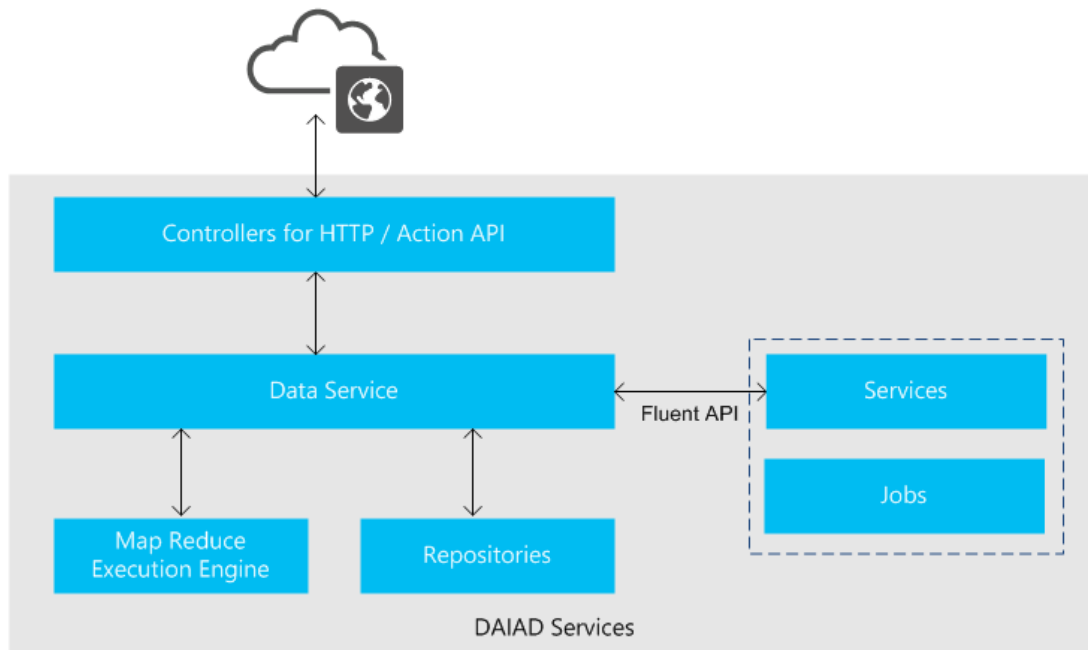 Controllers for HTTP / Action API
Data Service
Fluent API
Services
Jobs
Map Reduce
Execution Engine
Repositories
DAIAD Services